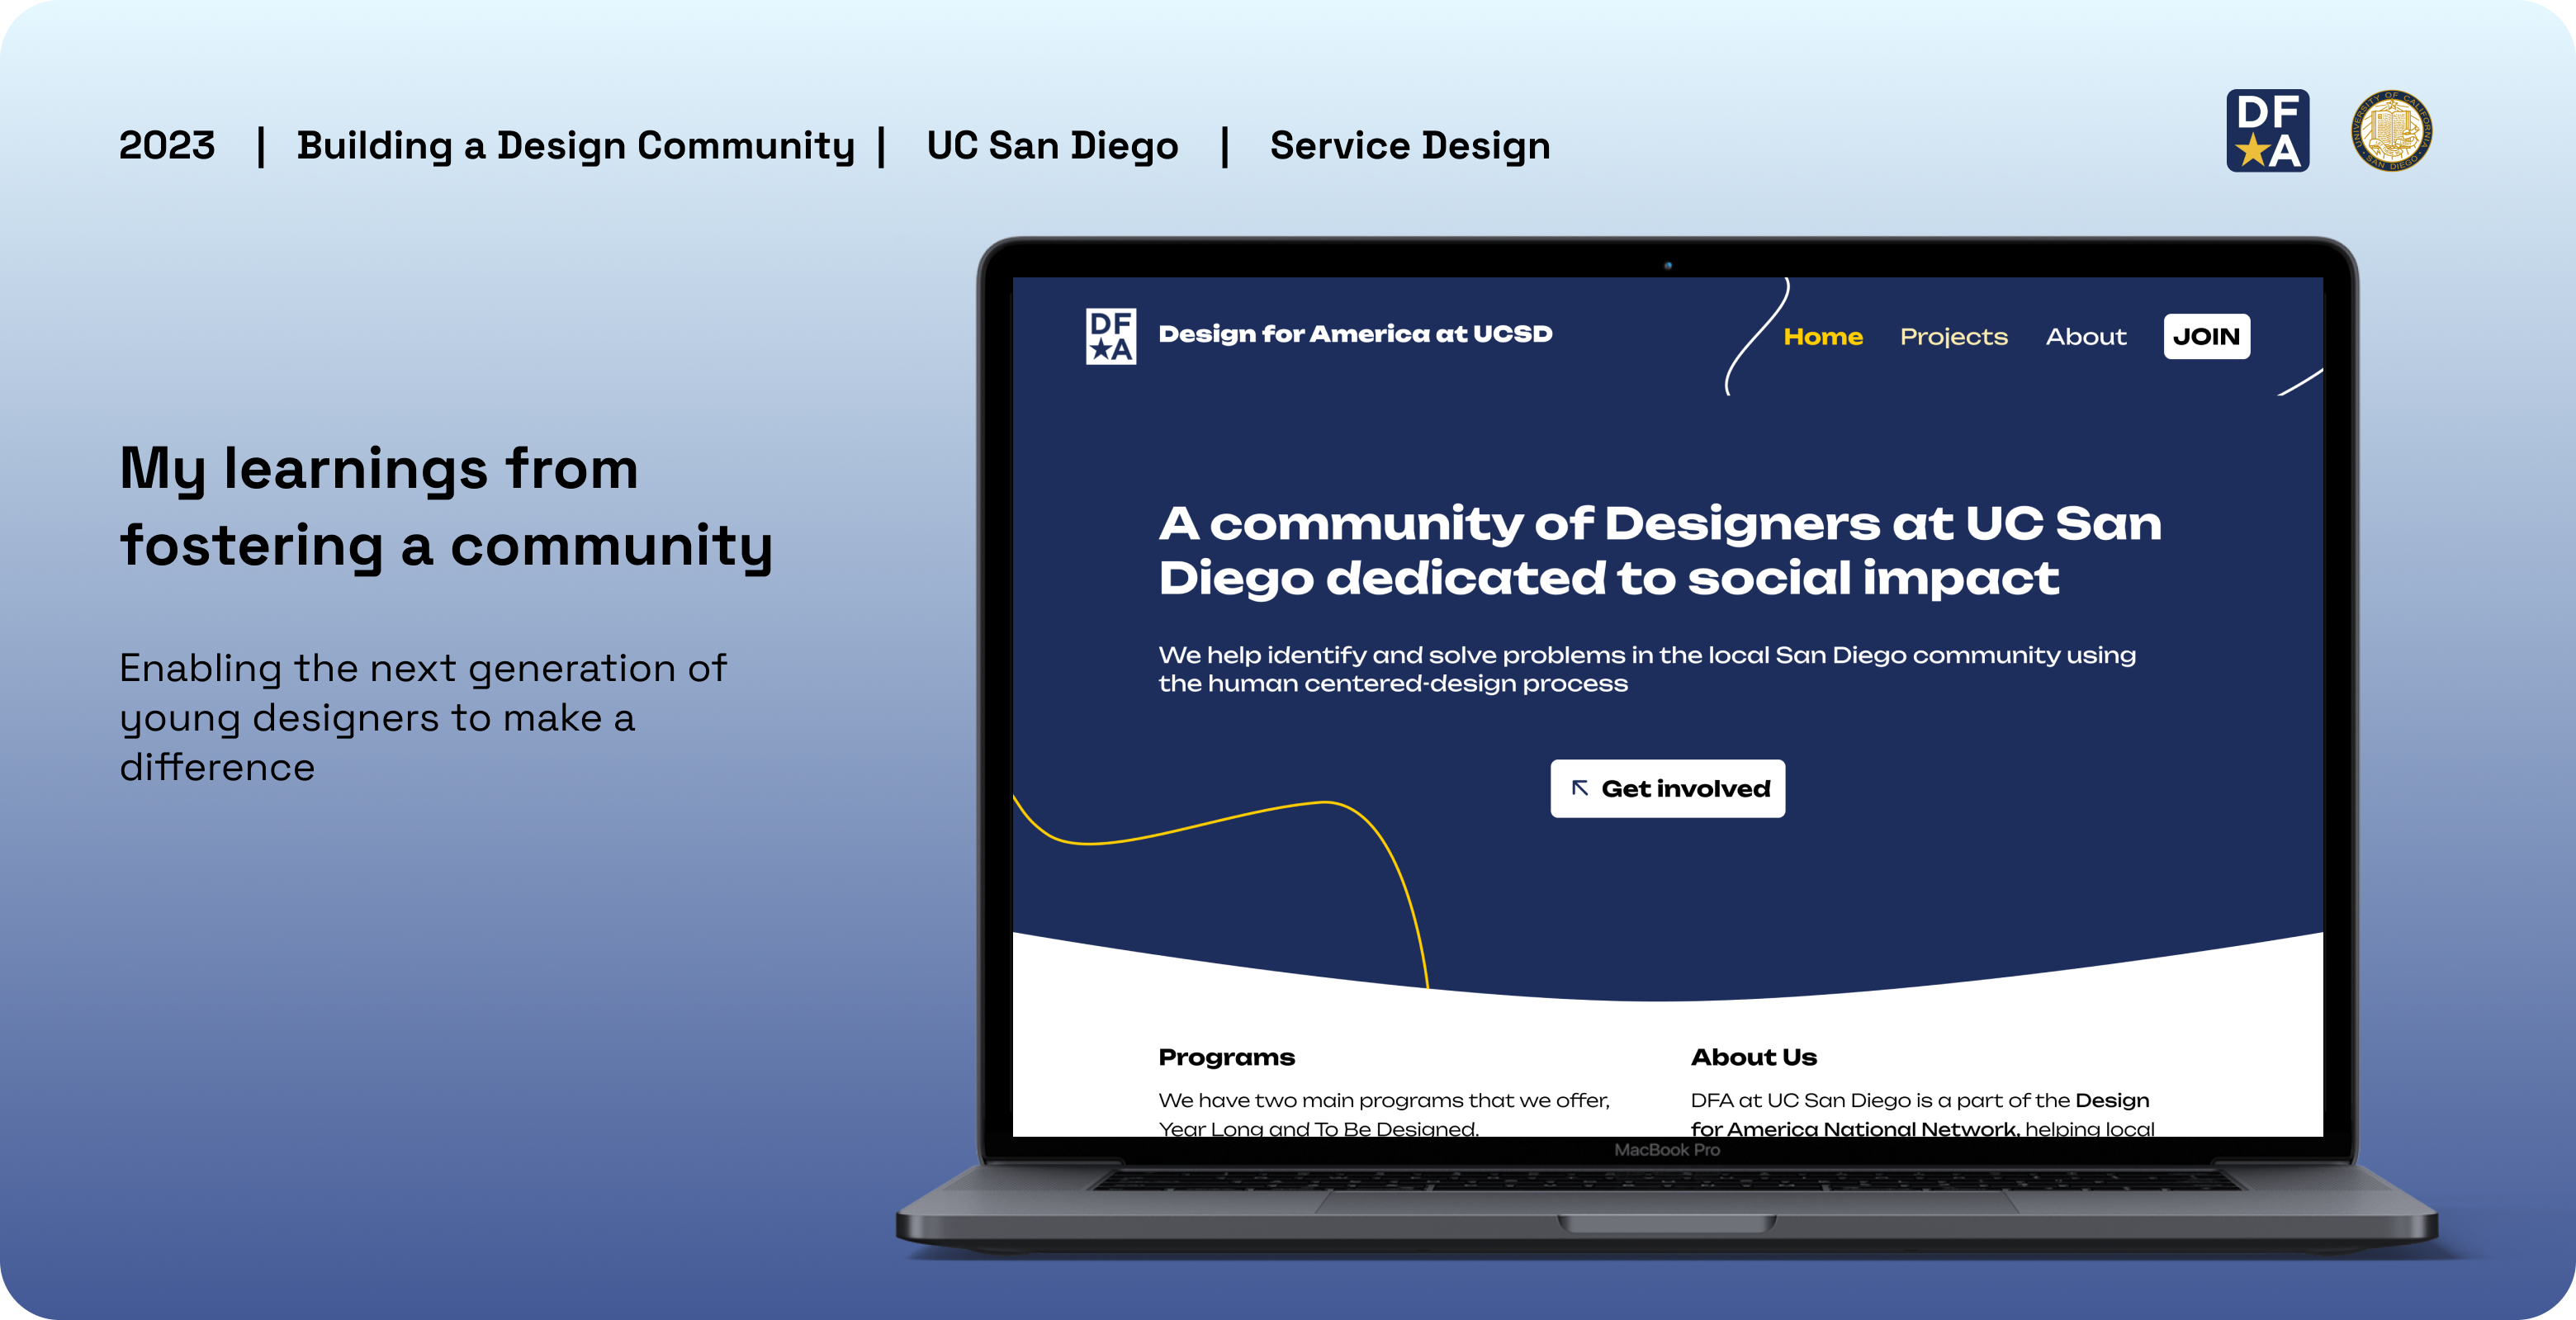 2023 | Building a Design Community | UC San Diego | Service Design
DF
A
UNIVERSITY OF CALIFORNIA
SAN DIEGO
My learnings from
fostering a community
Enabling the next generation of
young designers to make a
difference
DF
A
Design for America at UCSD
Home Projects About JOIN
A community of Designers at UC San
Diego dedicated to social impact
We help identify and solve problems in the local San Diego community using
the human centered-design process
Get involved
Programs
We have two main programs that we offer,
Year Long and To Be Designed.
About Us
DFA at UC San Diego is a part of the Design
for America National Network, helping local
MacBook Pro